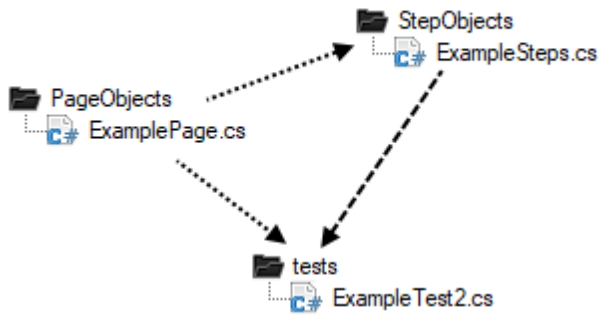 StepObjects
C# ExampleSteps.cs
PageObjects
C# ExamplePage.cs
tests
C# ExampleTest2.cs